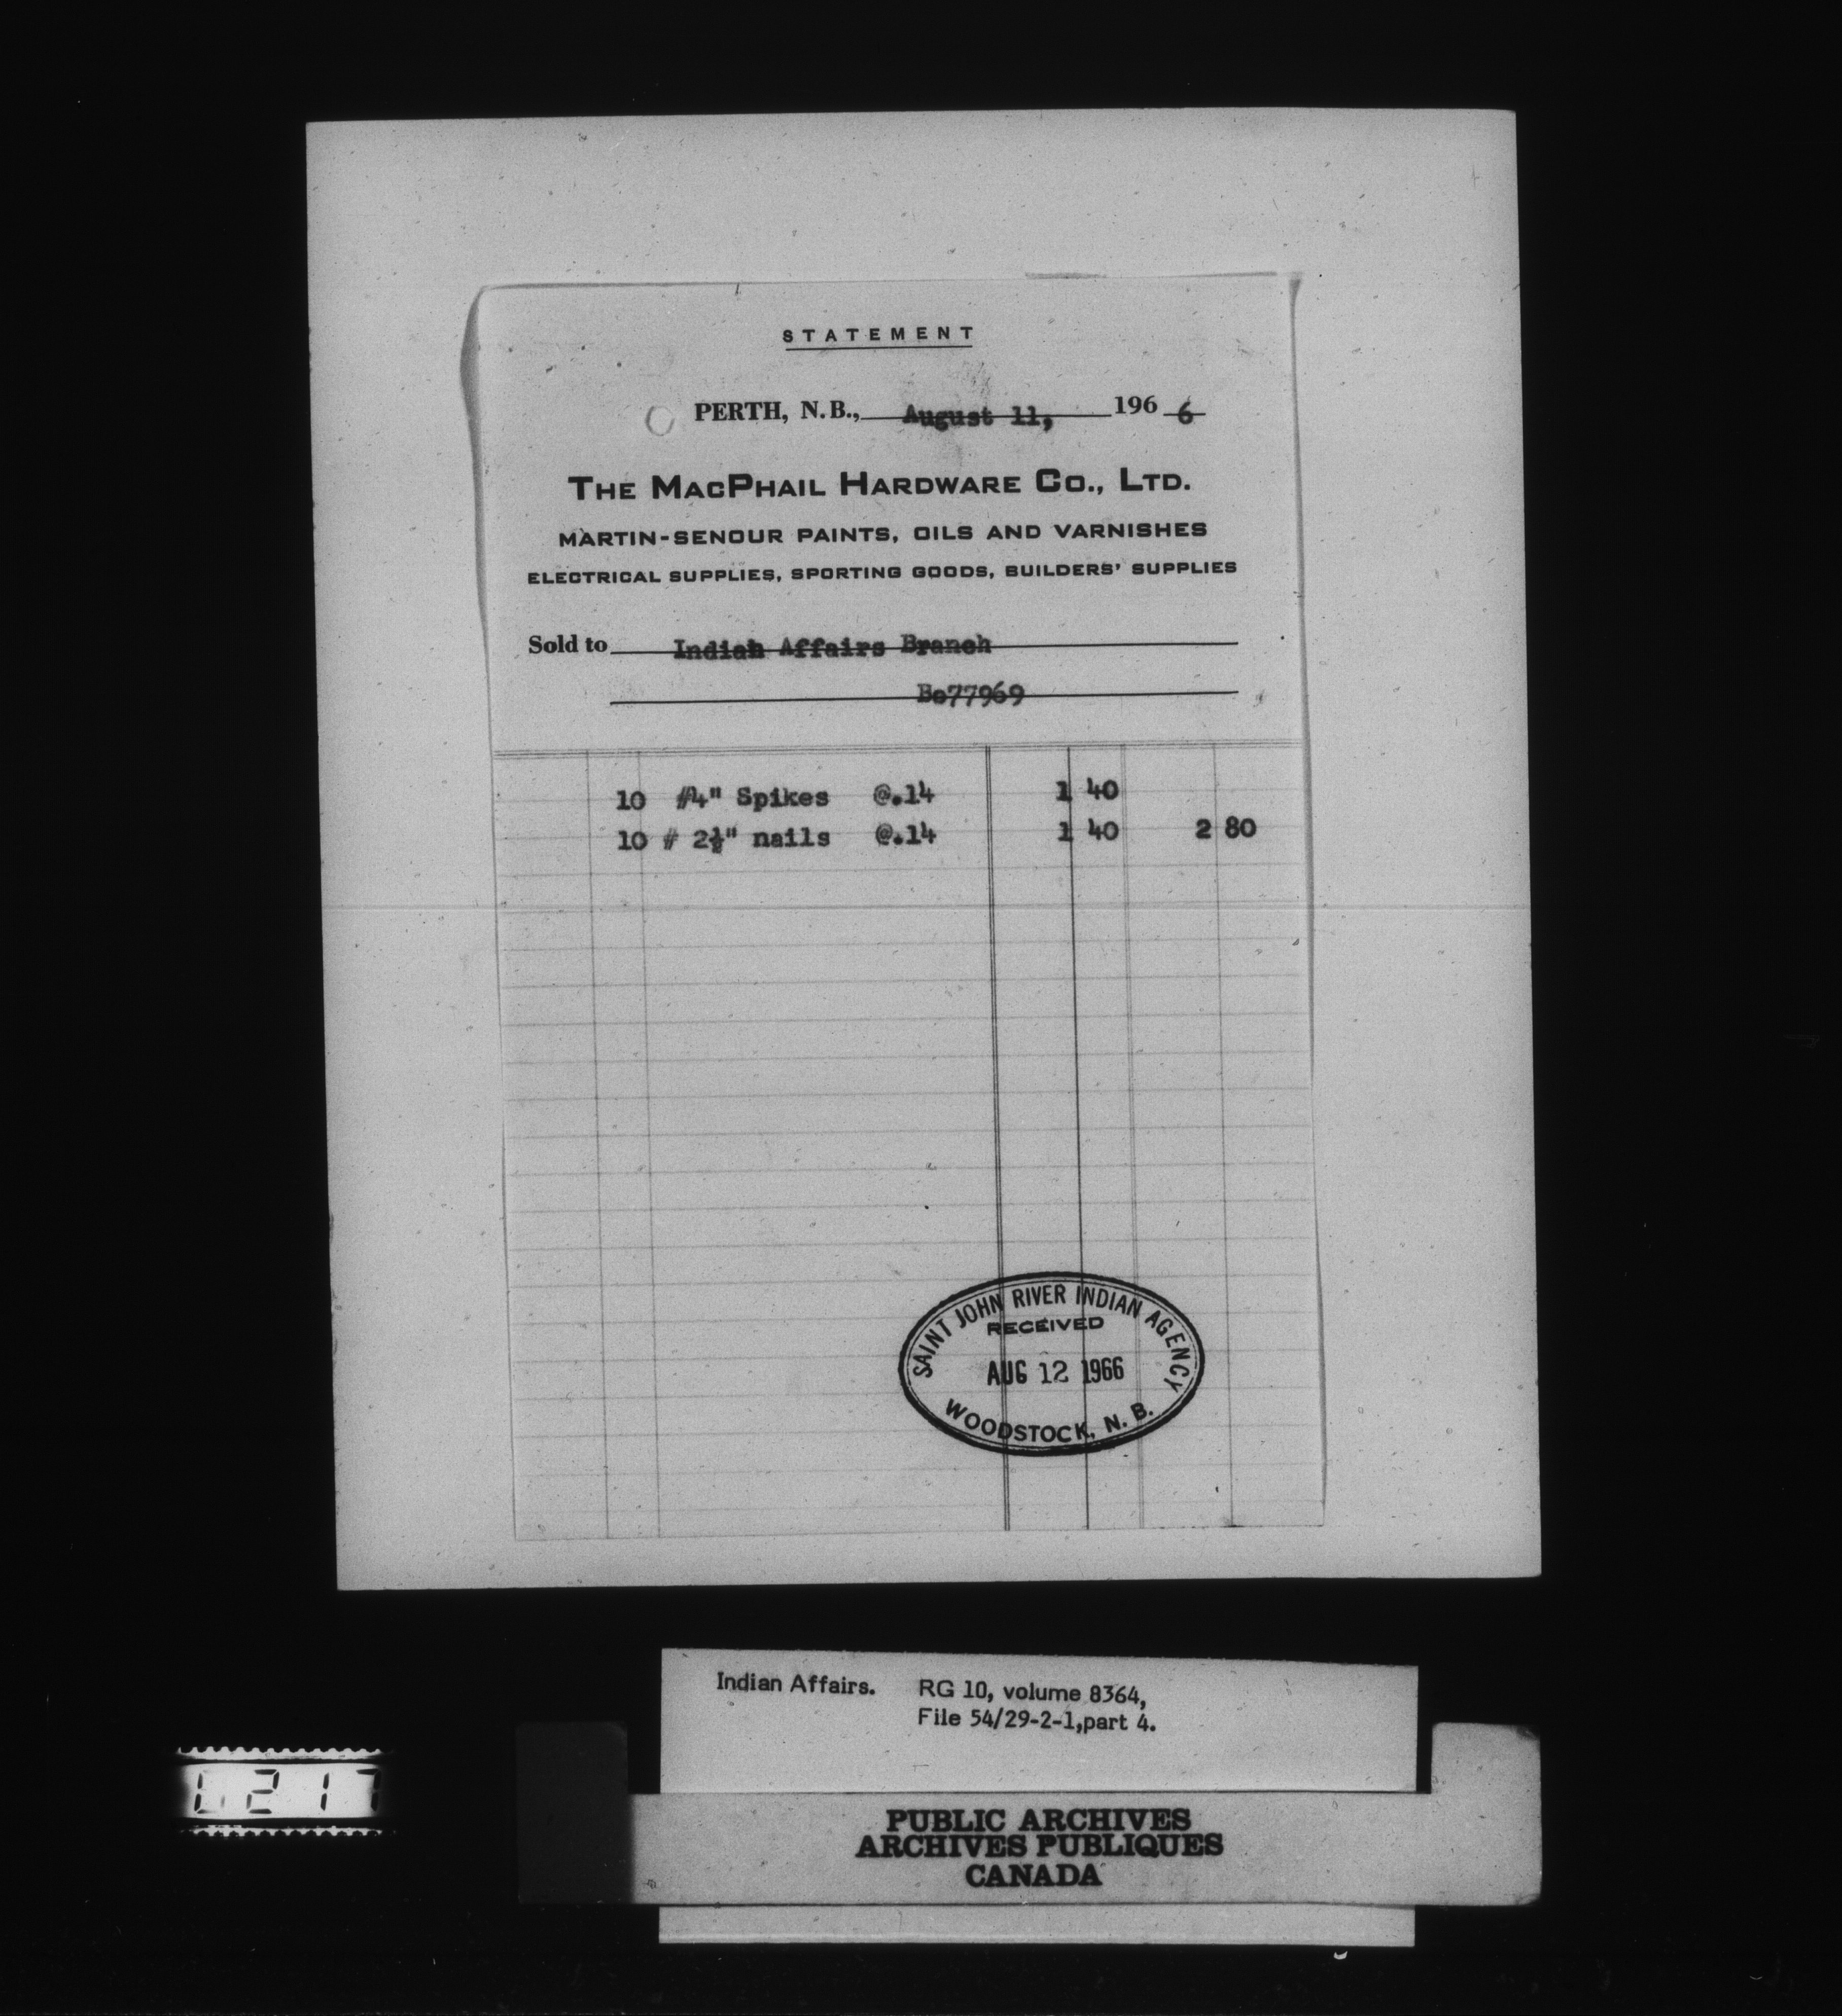 STATEMENT
PERTH, N.B., August 11, 196 6
THE MACPHAIL HARDWARE CO., LTD.
MARTIN-SENOUR PAINTS, OILS AND VARNISHES
ELECTRICAL SUPPLIES, SPORTING GOODS, BUILDERS' SUPPLIES
Sold to Indian Affairs Branch
Bo77969
10 #4" Spikes @.14 1 40
10 # 2½" nails @.14 1 40 2 80
SAINT JOHN RIVER INDIAN AGENCY
RECEIVED
AUG 12 1966
WOODSTOCK, N. B.
Indian Affairs. RG 10, volume 8364,
File 54/29-2-1,part 4.
PUBLIC ARCHIVES
ARCHIVES PUBLIQUES
CANADA